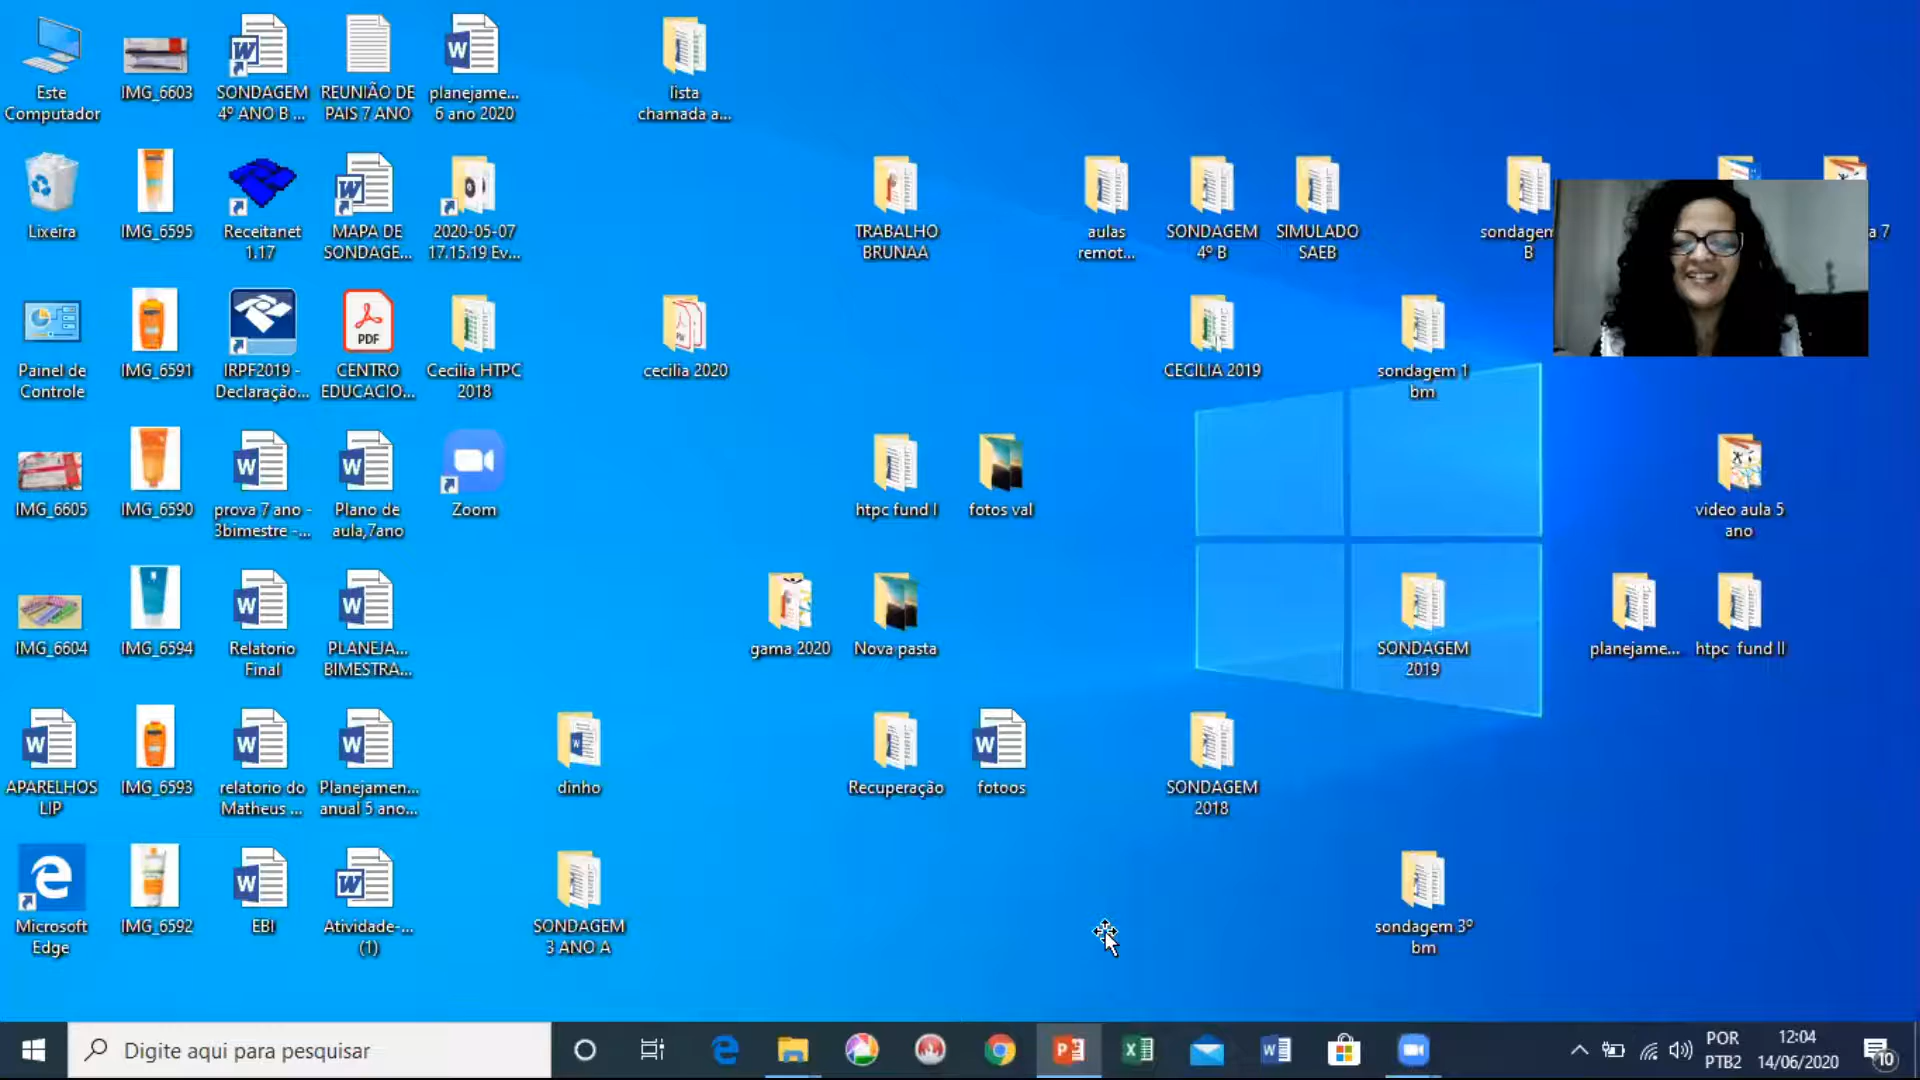 Este
Computador
IMG_6603
SONDAGEM
4º ANO B ...
REUNIÃO DE
PAIS 7 ANO
planejame...
6 ano 2020
lista
chamada a...
Lixeira
IMG_6595
Receitanet
1.17
MAPA DE
SONDAGE...
2020-05-07
17.15.19 Ev...
TRABALHO
BRUNAA
aulas
remot...
SONDAGEM
4º B
SIMULADO
SAEB
sondagem
B
a 7
Painel de
Controle
IMG_6591
IRPF2019 -
Declaração...
PDF
CENTRO
EDUCACIO...
Cecilia HTPC
2018
cecilia 2020
CECILIA 2019
sondagem 1
bm
IMG_6605
IMG_6590
prova 7 ano -
3bimestre -...
Plano de
aula,7ano
Zoom
htpc fund I
fotos val
video aula 5
ano
IMG_6604
IMG_6594
Relatorio
Final
PLANEJA...
BIMESTRA...
gama 2020
Nova pasta
SONDAGEM
2019
planejame...
htpc fund II
APARELHOS
LIP
IMG_6593
relatorio do
Matheus ...
Planejamen...
anual 5 ano...
dinho
Recuperação
fotoos
SONDAGEM
2018
Microsoft
Edge
IMG_6592
EBI
Atividade-...
(1)
SONDAGEM
3 ANO A
sondagem 3º
bm
Digite aqui para pesquisar
POR
PTB2
12:04
14/06/2020
10